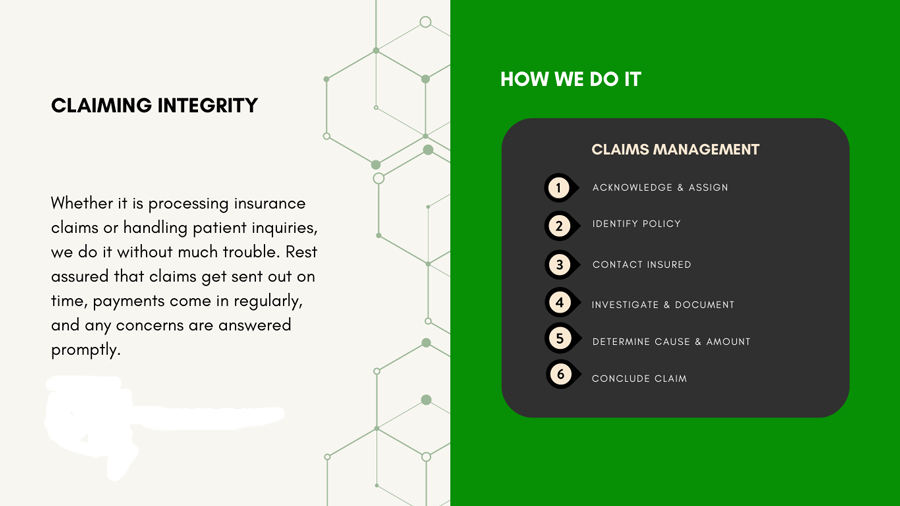 CLAIMING INTEGRITY
Whether it is processing insurance
claims or handling patient inquiries,
we do it without much trouble. Rest
assured that claims get sent out on
time, payments come in regularly,
and any concerns are answered
promptly.
HOW WE DO IT
CLAIMS MANAGEMENT
1 ACKNOWLEDGE & ASSIGN
2 IDENTIFY POLICY
3 CONTACT INSURED
4 INVESTIGATE & DOCUMENT
5 DETERMINE CAUSE & AMOUNT
6 CONCLUDE CLAIM